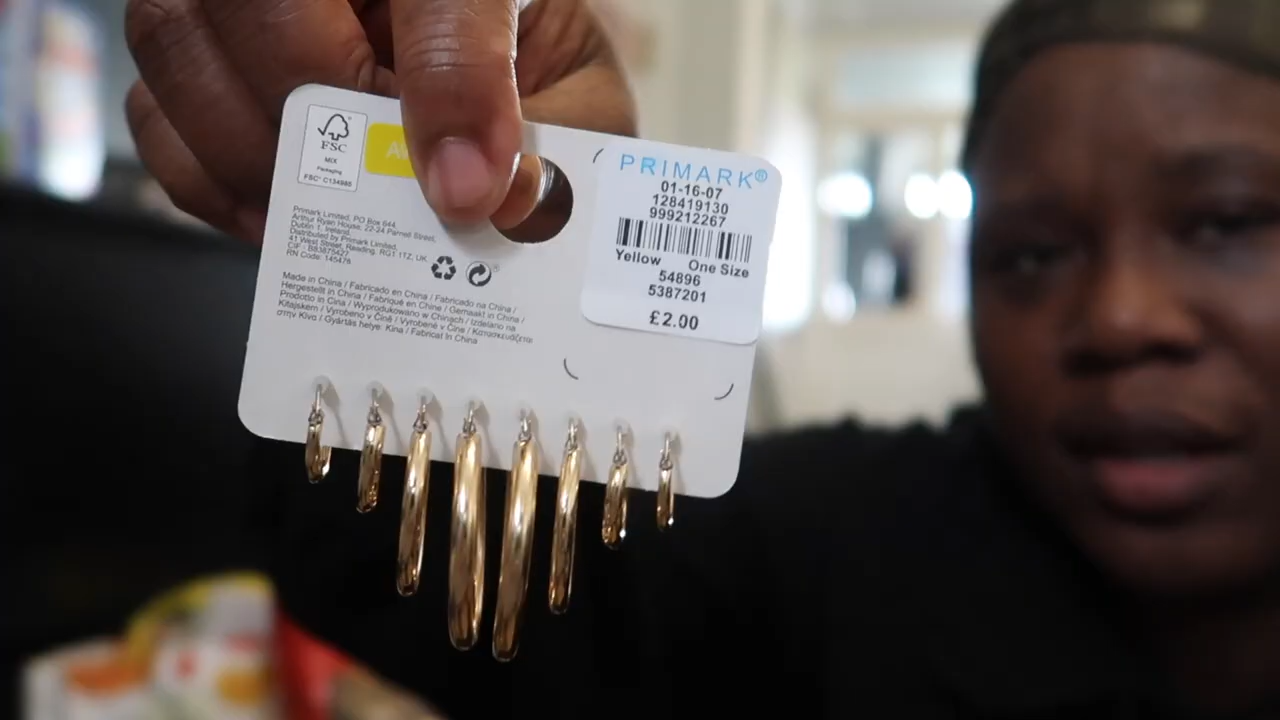 FSC
MIX
Packaging
FSC® C134985
Primark Limited, PO Box 644,
Arthur Ryan House, 22-24 Parnell Street,
Dublin 1, Ireland.
Distributed by Primark Limited,
41 West Street, Reading, RG1 1TZ, UK
CIF: B83875427
RN Code: 145476
Made in China / Fabricado en China / Fabricado na China /
Hergestellt in China / Fabriqué en Chine / Gemaakt in China /
Prodotto in Cina / Wyprodukowano w Chinach / Izdelano na
Kitajskem / Vyrobeno v Číně / Vyrobené v Číne / Κατασκευάζεται
στην Κίνα / Gyártás helye: Kína / Fabricat în China
PRIMARK®
01-16-07
128419130
999212267
Yellow One Size
54896
5387201
£2.00